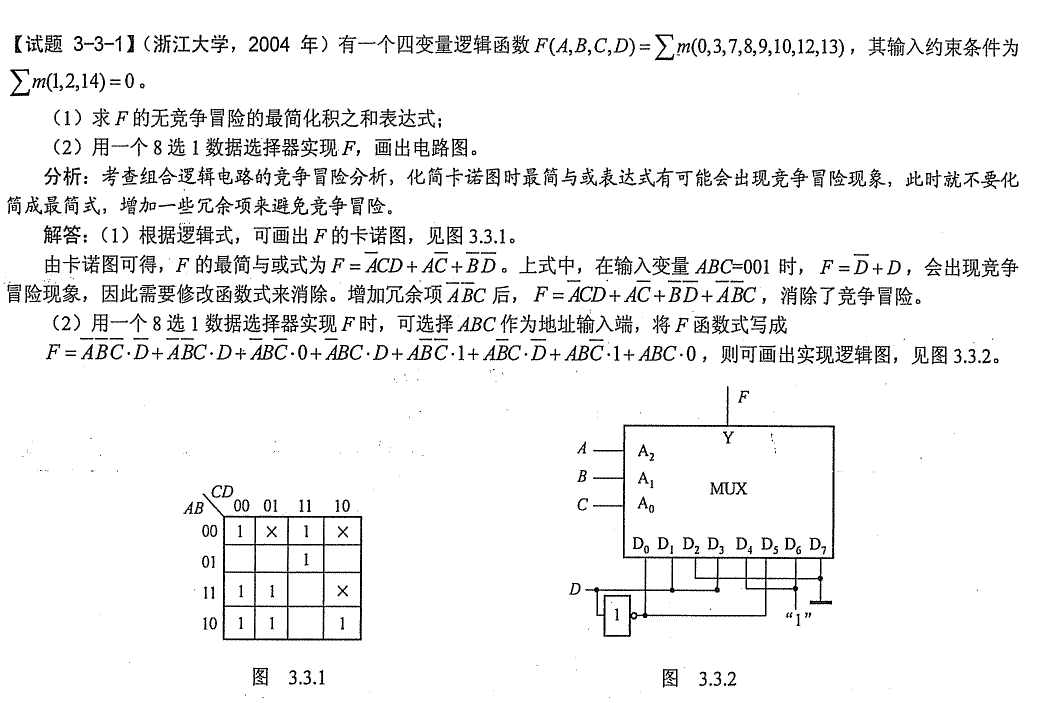 【试题 3-3-1】(浙江大学,2004 年)有一个四变量逻辑函数 F(A,B,C,D)=∑m(0,3,7,8,9,10,12,13),其输入约束条件为
∑m(1,2,14)=0。
(1)求 F 的无竞争冒险的最简化积之和表达式;
(2)用一个 8 选 1 数据选择器实现 F,画出电路图。
分析:考查组合逻辑电路的竞争冒险分析,化简卡诺图时最简与或表达式有可能会出现竞争冒险现象,此时就不要化
简成最简式,增加一些冗余项来避免竞争冒险。
解答:(1)根据逻辑式,可画出 F 的卡诺图,见图 3.3.1。
由卡诺图可得,F 的最简与或式为 F=A̅CD+AC̅+B̅D̅。上式中,在输入变量 ABC=001 时,F=D̅+D,会出现竞争
冒险现象,因此需要修改函数式来消除。增加冗余项 A̅B̅C 后,F=A̅CD+AC̅+B̅D̅+A̅B̅C,消除了竞争冒险。
(2)用一个 8 选 1 数据选择器实现 F 时,可选择 ABC 作为地址输入端,将 F 函数式写成
F=A̅B̅C̅·D̅+A̅B̅C·D+A̅BC̅·0+A̅BC·D+AB̅C̅·1+AB̅C·D̅+ABC̅·1+ABC·0,则可画出实现逻辑图,见图 3.3.2。
CD
AB 00 01 11 10
00 1 × 1 ×
01 1
11 1 1 ×
10 1 1 1
图 3.3.1
F
Y
A A₂
B A₁ MUX
C A₀
D₀ D₁ D₂ D₃ D₄ D₅ D₆ D₇
D
1 “1”
图 3.3.2